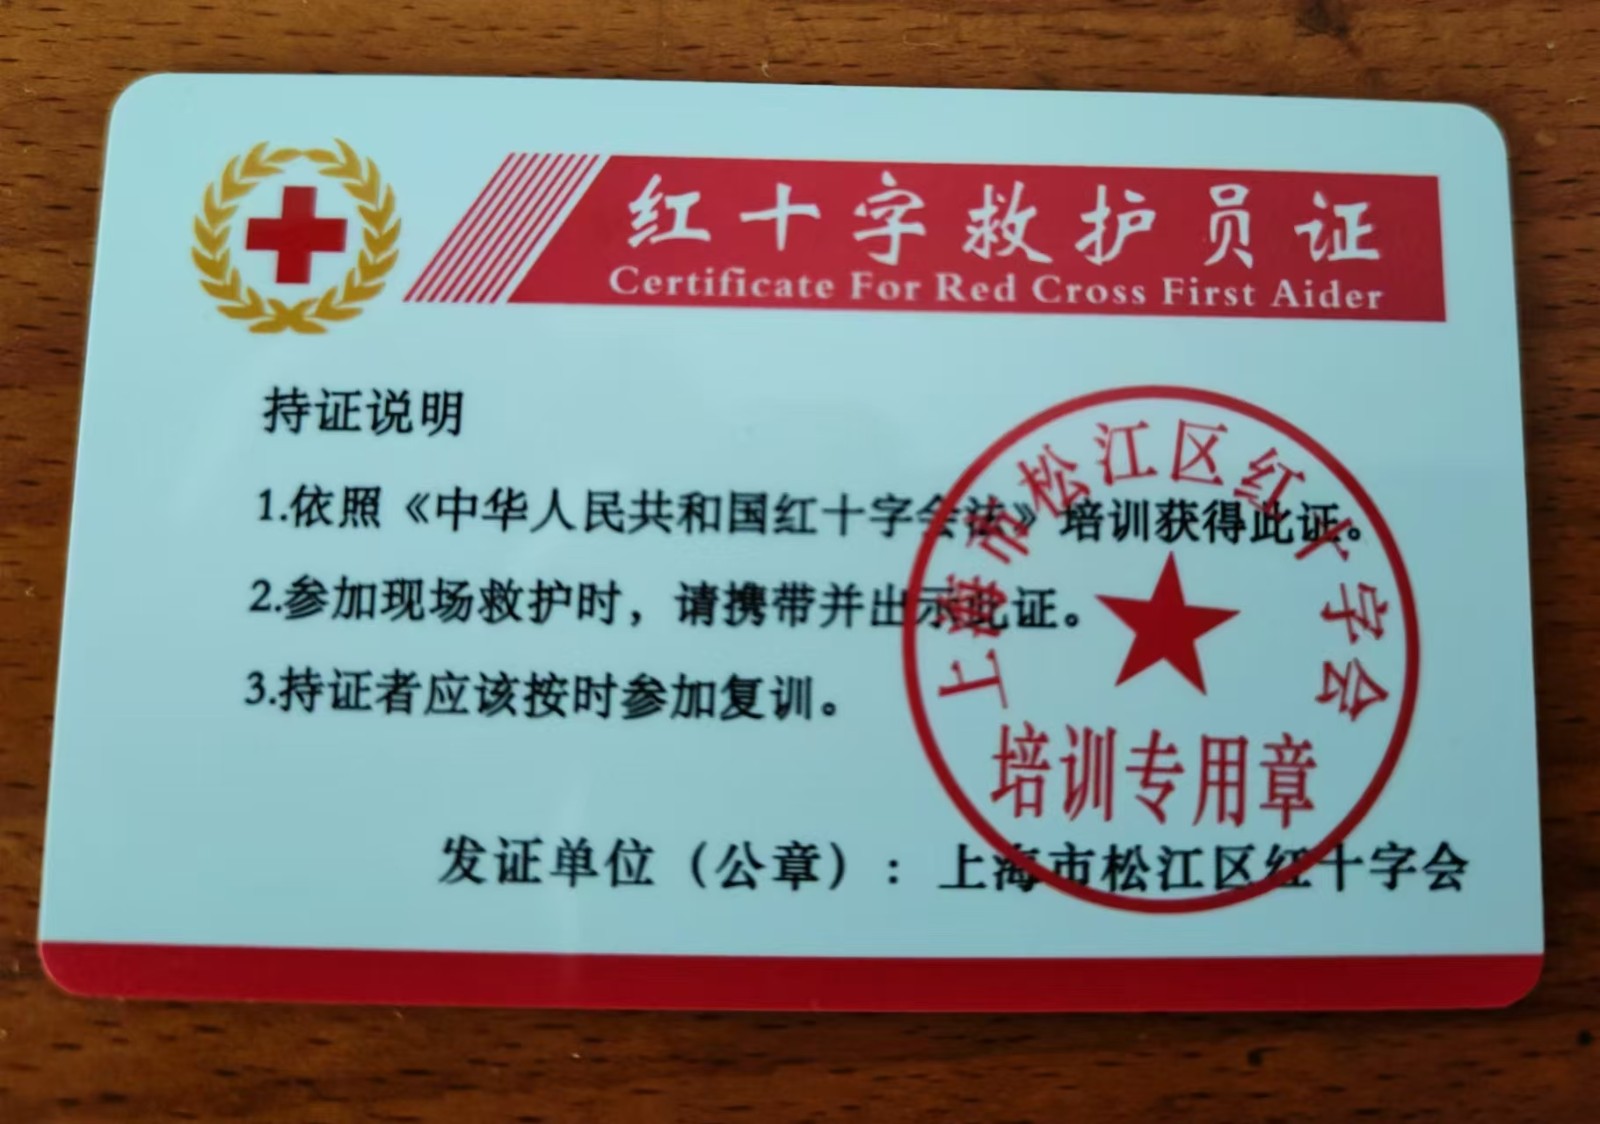 红十字救护员证
Certificate For Red Cross First Aider
持证说明
1.依照《中华人民共和国红十字会法》培训获得此证。
2.参加现场救护时，请携带并出示此证。
3.持证者应该按时参加复训。
上海市松江区红十字会
培训专用章
发证单位（公章）：上海市松江区红十字会